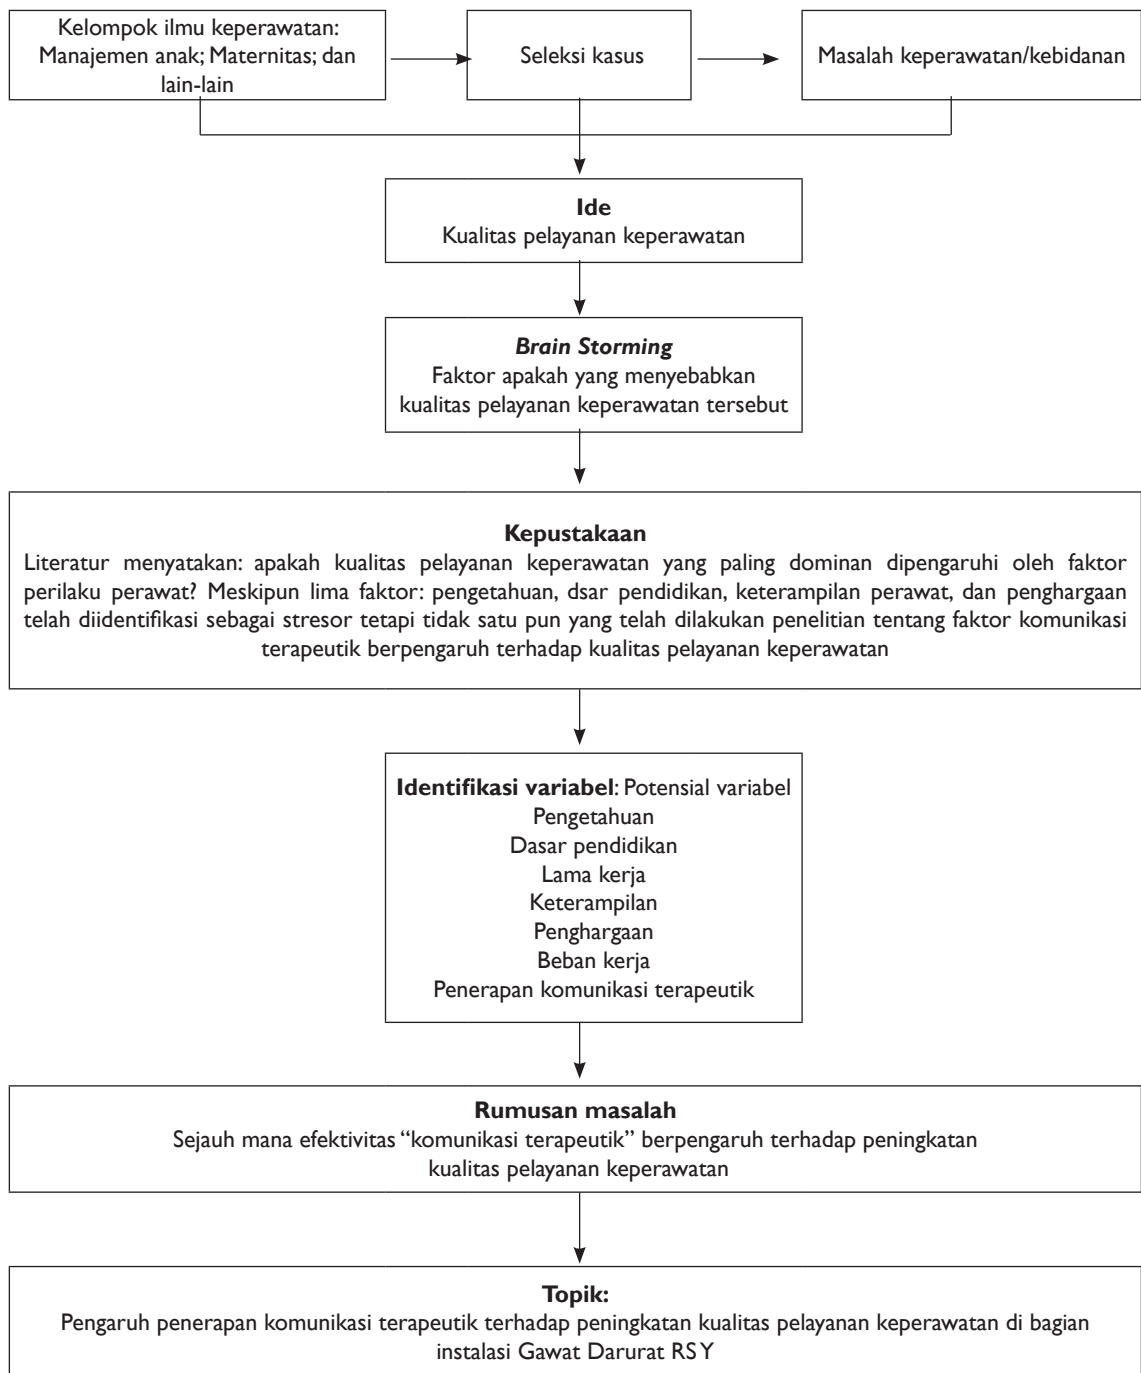 Kelompok ilmu keperawatan:
Manajemen anak; Maternitas; dan
lain-lain
Seleksi kasus
Masalah keperawatan/kebidanan
Ide
Kualitas pelayanan keperawatan
Brain Storming
Faktor apakah yang menyebabkan
kualitas pelayanan keperawatan tersebut
Kepustakaan
Literatur menyatakan: apakah kualitas pelayanan keperawatan yang paling dominan dipengaruhi oleh faktor
perilaku perawat? Meskipun lima faktor: pengetahuan, dsar pendidikan, keterampilan perawat, dan penghargaan
telah diidentifikasi sebagai stresor tetapi tidak satu pun yang telah dilakukan penelitian tentang faktor komunikasi
terapeutik berpengaruh terhadap kualitas pelayanan keperawatan
Identifikasi variabel: Potensial variabel
Pengetahuan
Dasar pendidikan
Lama kerja
Keterampilan
Penghargaan
Beban kerja
Penerapan komunikasi terapeutik
Rumusan masalah
Sejauh mana efektivitas “komunikasi terapeutik” berpengaruh terhadap peningkatan
kualitas pelayanan keperawatan
Topik:
Pengaruh penerapan komunikasi terapeutik terhadap peningkatan kualitas pelayanan keperawatan di bagian
instalasi Gawat Darurat RS Y